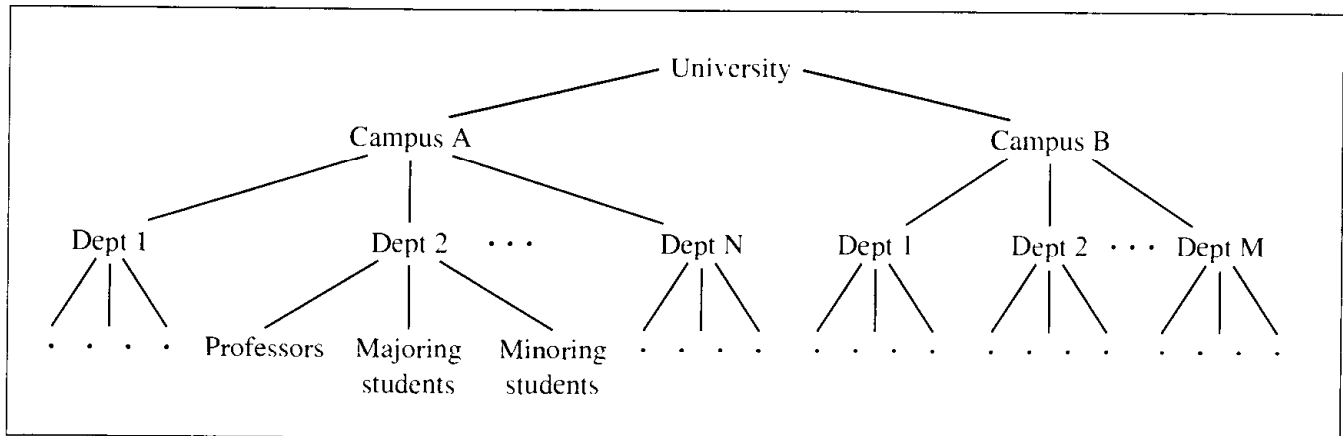 University
Campus A
Campus B
Dept 1
Dept 2
· · ·
Dept N
Dept 1
Dept 2
· · ·
Dept M
· · · ·
Professors
Majoring
students
Minoring
students
· · · ·
· · · ·
· · · ·
· · · ·